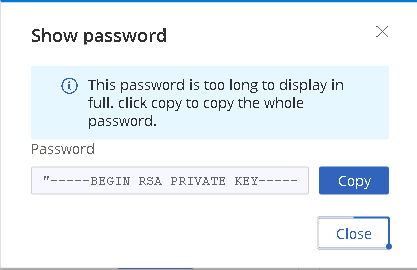 Show password
This password is too long to display in
full. click copy to copy the whole
password.
Password
"-----BEGIN RSA PRIVATE KEY-----
Copy
Close